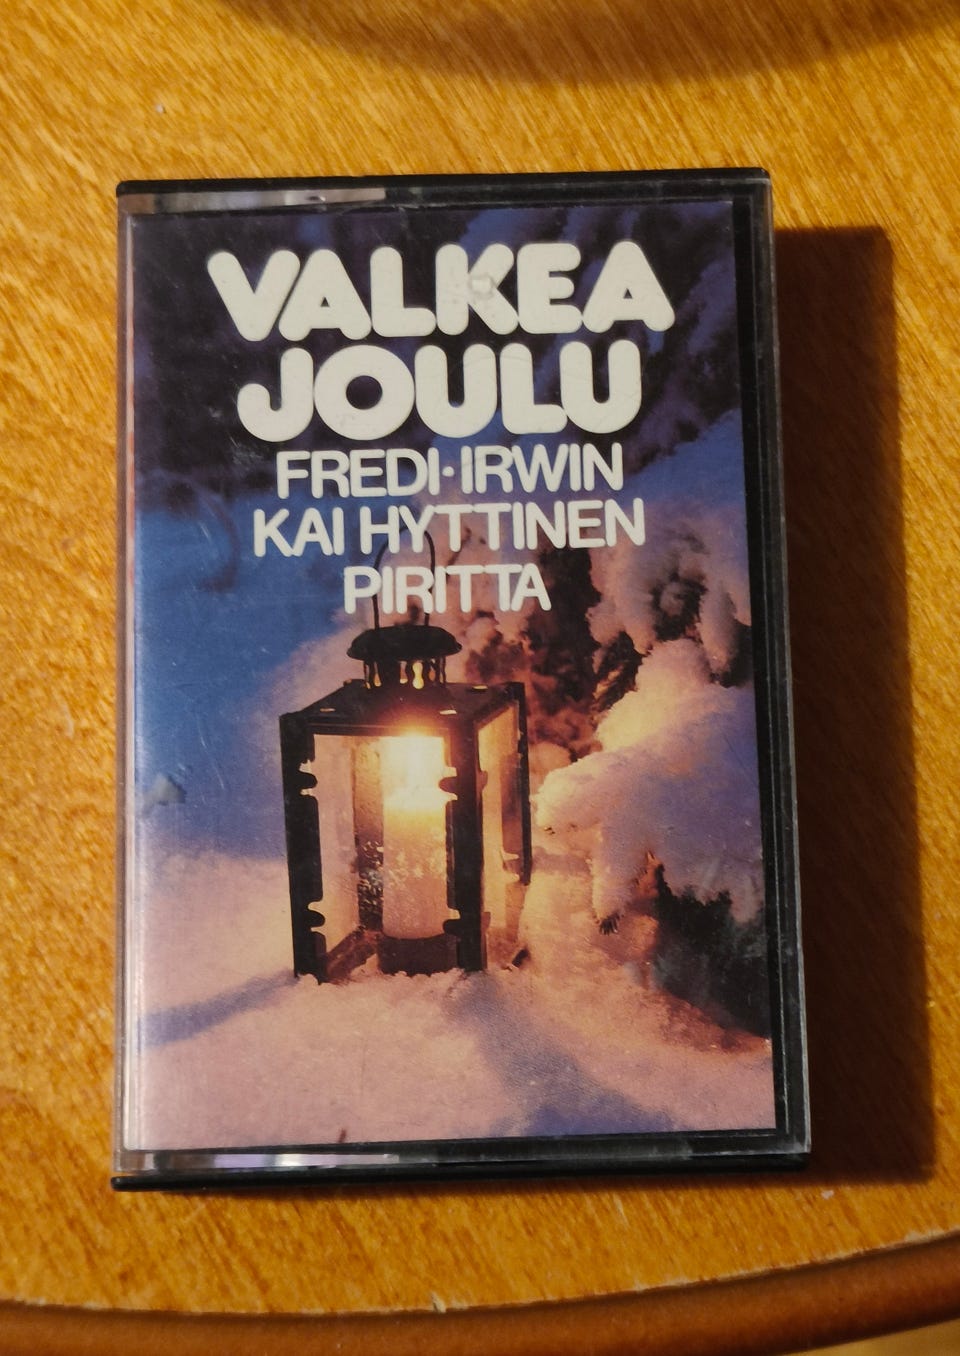 VALKEA
JOULU
FREDI·IRWIN
KAI HYTTINEN
PIRITTA